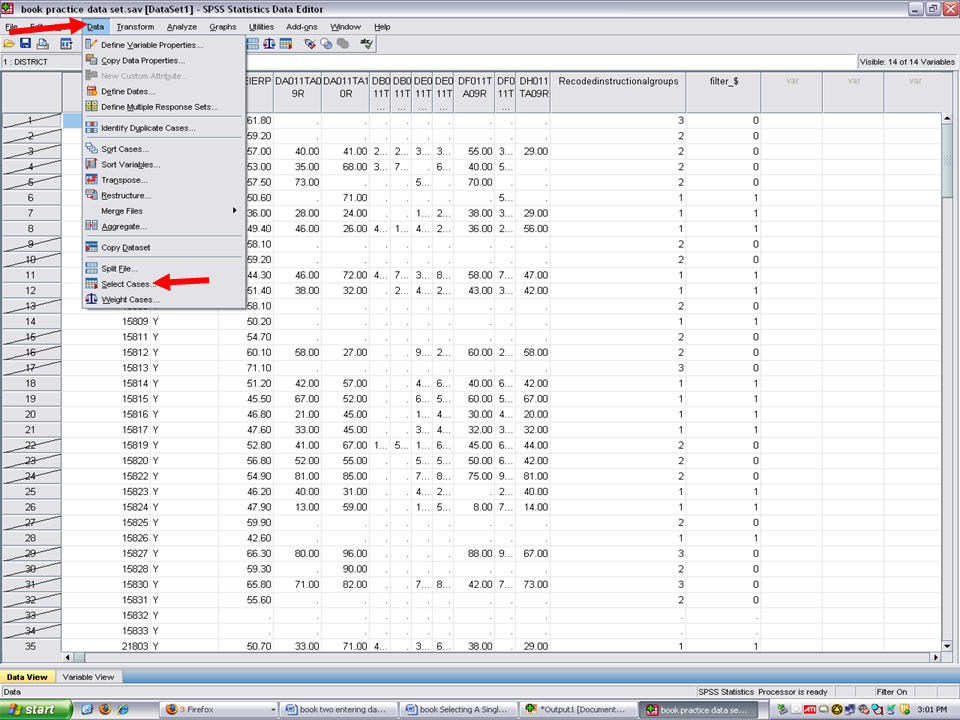 book practice data set.sav [DataSet1] - SPSS Statistics Data Editor
File Edit Data Transform Analyze Graphs Utilities Add-ons Window Help
1 : DISTRICT Visible: 14 of 14 Variables
Define Variable Properties...
Copy Data Properties...
New Custom Attribute...
Define Dates...
Define Multiple Response Sets...
Identify Duplicate Cases...
Sort Cases...
Sort Variables...
Transpose...
Restructure...
Merge Files
Aggregate...
Copy Dataset
Split File...
Select Cases...
Weight Cases...
IERP DA011TA09R DA011TA10R DB011T... DB011T... DE011T... DE011T... DF011TA09R DF011T... DH011TA09R Recodedinstructionalgroups filter_$ var var var
1 61.80 . . . . . . . . . 3 0
2 59.20 . . . . . . . . . 2 0
3 57.00 40.00 41.00 2... 2... 3... 3... 55.00 3... 29.00 2 0
4 53.00 35.00 68.00 3... 7... . 6... 40.00 5... . 2 0
5 57.50 73.00 . . . 5... . 70.00 . . 2 0
6 50.60 . 71.00 . . . . . 5... . 1 1
7 36.00 28.00 24.00 . . 1... 2... 38.00 3... 29.00 1 1
8 49.40 46.00 26.00 4... 1... 4... 2... 36.00 2... 56.00 1 1
9 58.10 . . . . . . . . . 2 0
10 59.20 . . . . . . . . . 2 0
11 44.30 46.00 72.00 4... 7... 3... 8... 58.00 7... 47.00 1 1
12 51.40 38.00 32.00 . 2... 4... 2... 43.00 3... 42.00 1 1
13 58.10 . . . . . . . . . 2 0
14 15809 Y 50.20 . . . . . . . . . 1 1
15 15811 Y 54.70 . . . . . . . . . 2 0
16 15812 Y 60.10 58.00 27.00 . . 9... 2... 60.00 2... 58.00 2 0
17 15813 Y 71.10 . . . . . . . . . 3 0
18 15814 Y 51.20 42.00 57.00 . . 4... 6... 40.00 6... 42.00 1 1
19 15815 Y 45.50 67.00 52.00 . . 6... 5... 60.00 5... 67.00 1 1
20 15816 Y 46.80 21.00 45.00 . . 1... 4... 30.00 4... 20.00 1 1
21 15817 Y 47.60 33.00 45.00 . . 3... 4... 32.00 3... 32.00 1 1
22 15819 Y 52.80 41.00 67.00 1... 5... 1... 6... 45.00 6... 44.00 2 0
23 15820 Y 56.80 52.00 55.00 . . 5... 5... 50.00 6... 42.00 2 0
24 15822 Y 54.90 81.00 85.00 . . 7... 8... 75.00 9... 81.00 2 0
25 15823 Y 46.20 40.00 31.00 . . 4... 2... . 2... 40.00 1 1
26 15824 Y 47.90 13.00 59.00 . . 1... 5... 8.00 7... 14.00 1 1
27 15825 Y 59.90 . . . . . . . . . 2 0
28 15826 Y 42.60 . . . . . . . . . 1 1
29 15827 Y 66.30 80.00 96.00 . . . . 88.00 9... 67.00 3 0
30 15828 Y 59.30 . 90.00 . . . . . . . 2 0
31 15830 Y 65.80 71.00 82.00 . . 7... 8... 42.00 7... 73.00 3 0
32 15831 Y 55.60 . . . . . . . . . 2 0
33 15832 Y . . . . . . . . . . . .
34 15833 Y . . . . . . . . . . . .
35 21803 Y 50.70 33.00 71.00 4... . 3... 6... 38.00 . 29.00 1 1
Data View Variable View
Data SPSS Statistics Processor is ready Filter On
start 3 Firefox book two entering da... book Selecting A Singl... *Output1 [Document... book practice data se... 3:01 PM